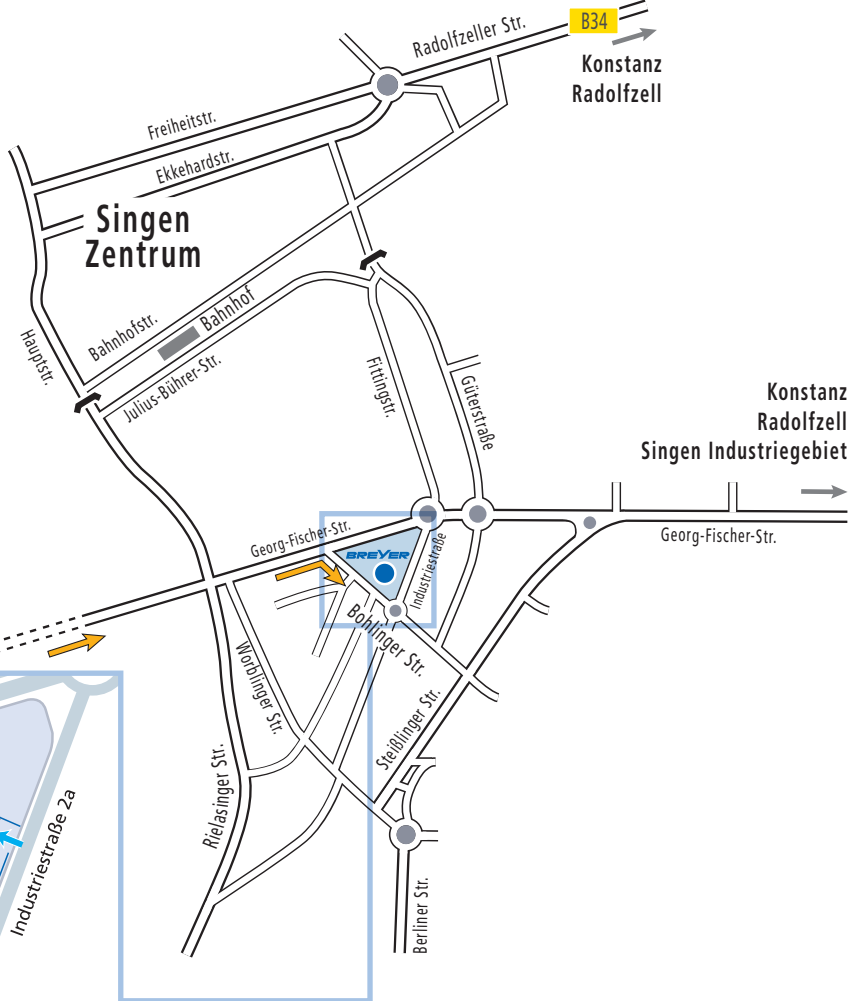 B34
Radolfzeller Str.
Konstanz
Radolfzell
Freiheitstr.
Ekkehardstr.
Singen
Zentrum
Bahnhof
Bahnhofstr.
Hauptstr.
Julius-Bührer-Str.
Fittingstr.
Güterstraße
Konstanz
Radolfzell
Singen Industriegebiet
Georg-Fischer-Str.
Georg-Fischer-Str.
BREYER
Industriestraße
Bohlinger Str.
Worblinger Str.
Steißlinger Str.
Rielasinger Str.
Industriestraße 2a
Berliner Str.